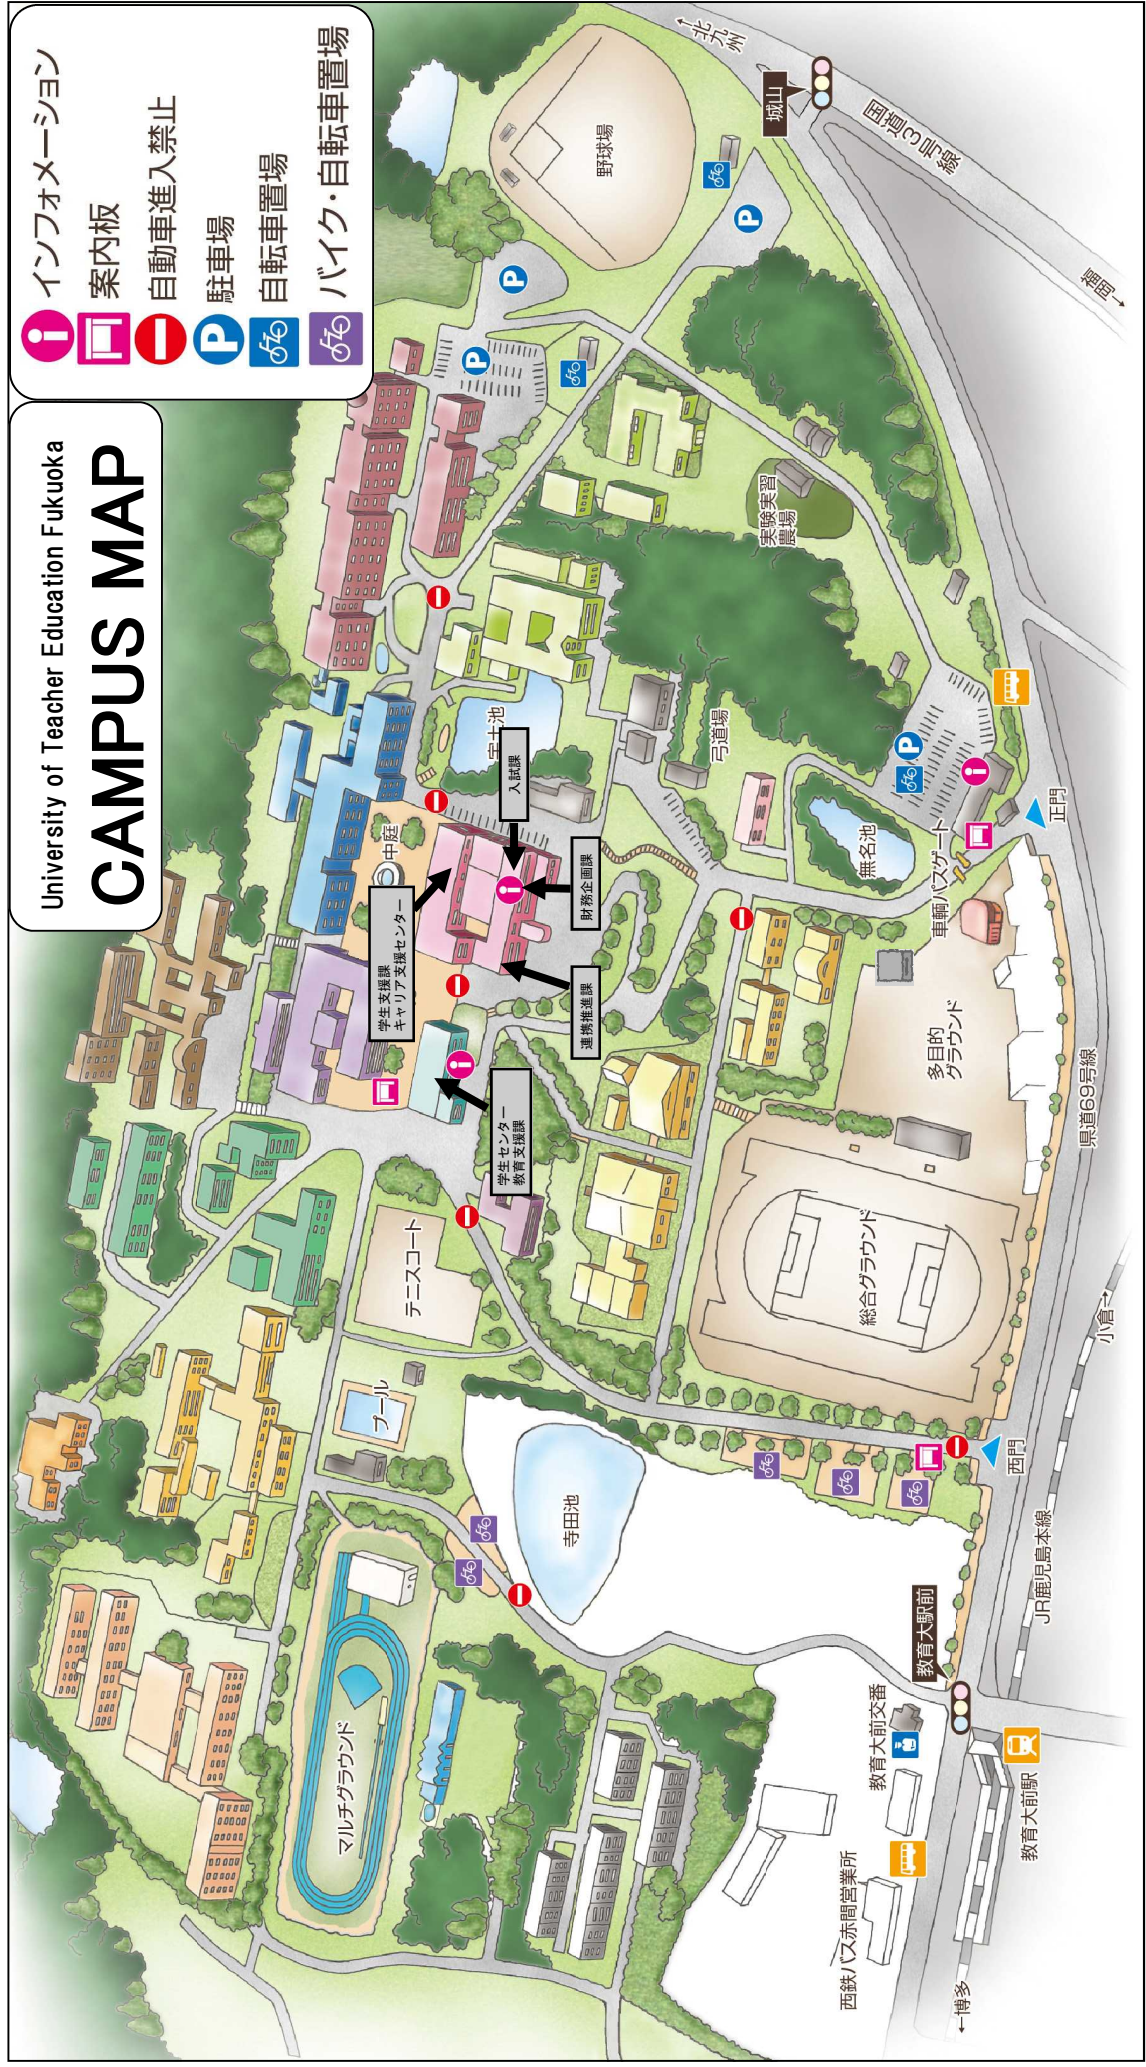 University of Teacher Education Fukuoka
CAMPUS MAP
インフォメーション
案内板
自動車進入禁止
駐車場
自転車置場
バイク・自転車置場
↑北九州
城山
国道3号線
福岡→
野球場
実験実習
農場
弓道場
入試課
中庭
学生支援課
キャリア支援センター
財務企画課
連携推進課
学生センター
教育支援課
無名池
車輌パスゲート
正門
多目的
グラウンド
県道69号線
総合グラウンド
テニスコート
プール
寺田池
西門
小倉→
JR鹿児島本線
マルチグラウンド
教育大駅前
教育大前交番
教育大前駅
西鉄バス赤間営業所
←博多
P
P
P
P
P